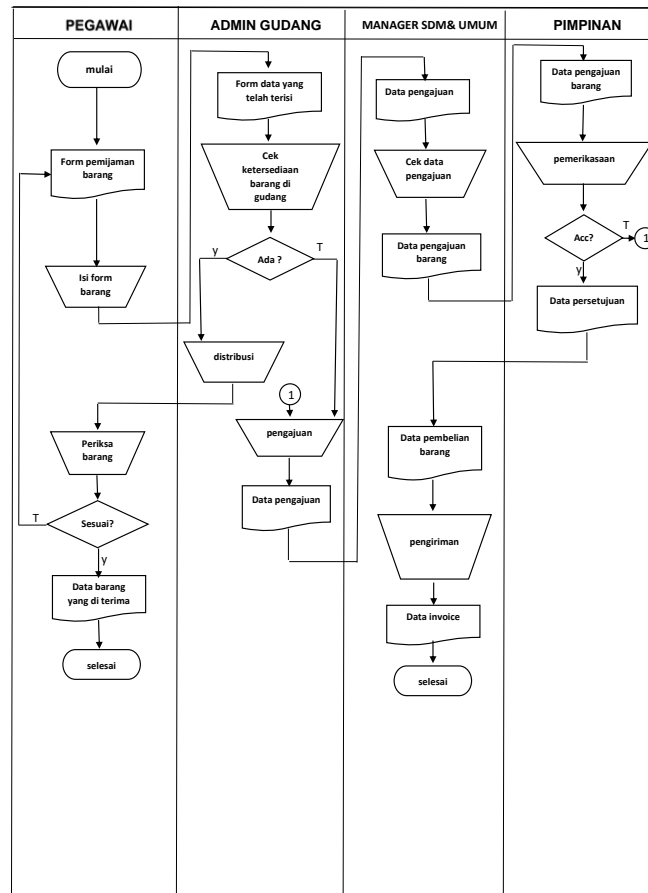 PEGAWAI
ADMIN GUDANG
MANAGER SDM& UMUM
PIMPINAN
mulai
Form pemijaman
barang
Isi form
barang
Periksa
barang
Sesuai?
T
y
Data barang
yang di terima
selesai
Form data yang
telah terisi
Cek
ketersediaan
barang di
gudang
Ada ?
y
T
distribusi
1
pengajuan
Data pengajuan
Data pengajuan
Cek data
pengajuan
Data pengajuan
barang
Data pembelian
barang
pengiriman
Data invoice
selesai
Data pengajuan
barang
pemerikasaan
Acc?
T
1
y
Data persetujuan